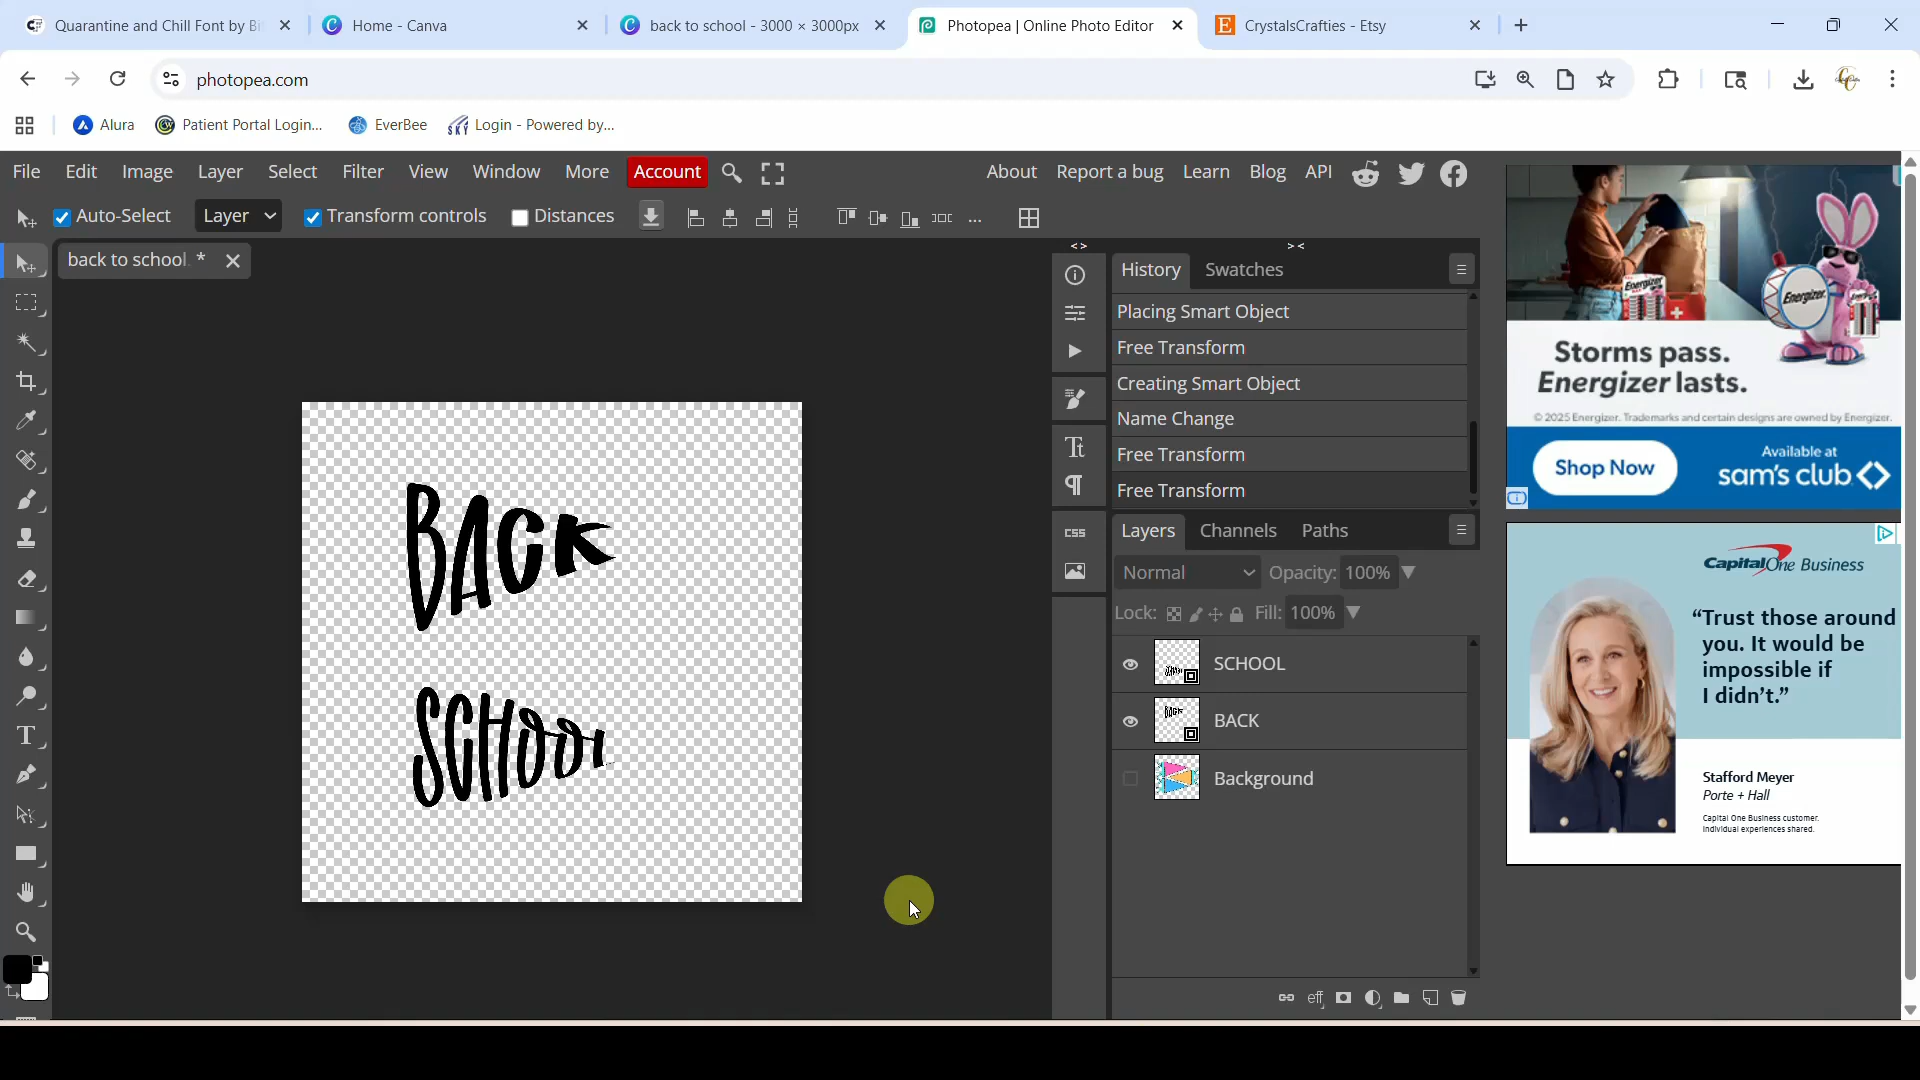 Quarantine and Chill Font by
Home - Canva
back to school - 3000 × 3000px
Photopea | Online Photo Editor
CrystalsCrafties - Etsy
photopea.com
Alura
Patient Portal Login...
EverBee
Login - Powered by...
File Edit Image Layer Select Filter View Window More Account
About Report a bug Learn Blog API
Auto-Select
Layer
Transform controls
Distances
back to school *
History Swatches
Placing Smart Object
Free Transform
Creating Smart Object
Name Change
Free Transform
Free Transform
Layers Channels Paths
Normal
Opacity: 100%
Lock:
Fill: 100%
SCHOOL
BACK
Background
CSS
eff
BACK
SCHOOL
Storms pass.
Energizer lasts.
© 2025 Energizer. Trademarks and certain designs are owned by Energizer.
Shop Now
Available at
sam's club
Capital One Business
“Trust those around
you. It would be
impossible if
I didn't.”
Stafford Meyer
Porte + Hall
Capital One Business customer.
Individual experiences shared.